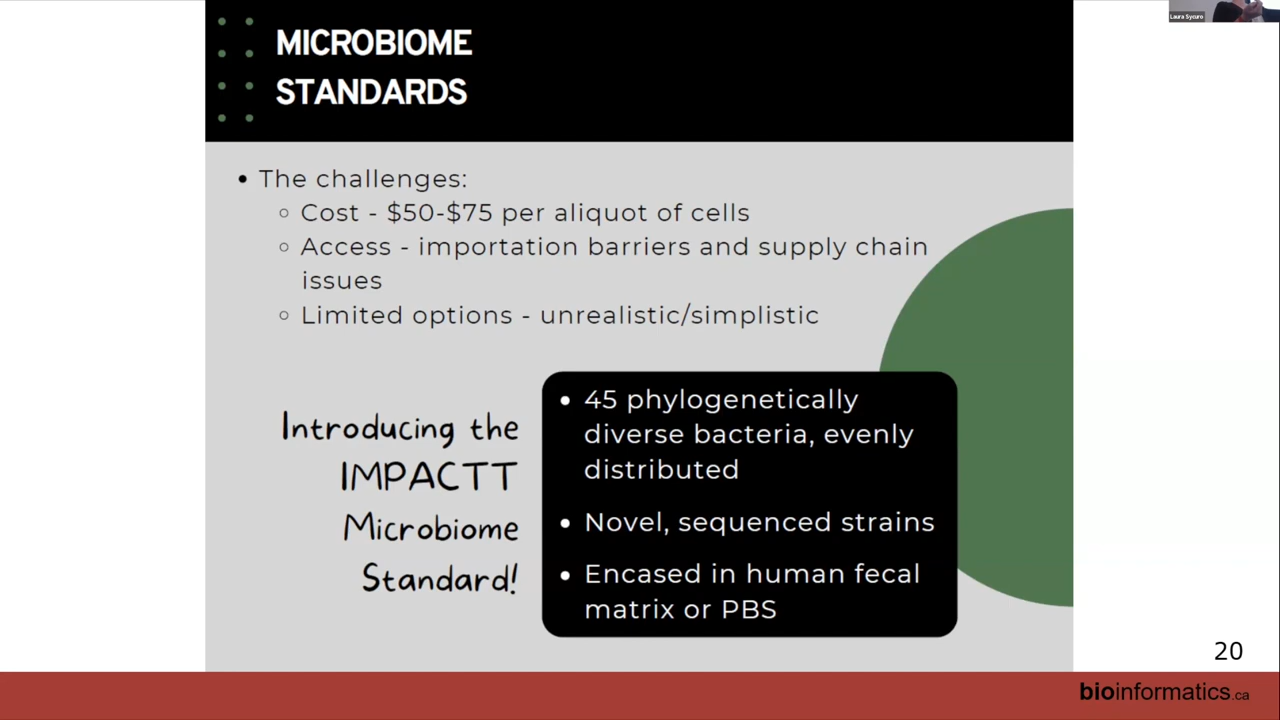 Laura Sycuro
MICROBIOME
STANDARDS
• The challenges:
○ Cost - $50-$75 per aliquot of cells
○ Access - importation barriers and supply chain
issues
○ Limited options - unrealistic/simplistic
Introducing the
IMPACTT
Microbiome
Standard!
• 45 phylogenetically
diverse bacteria, evenly
distributed
• Novel, sequenced strains
• Encased in human fecal
matrix or PBS
20
bioinformatics.ca